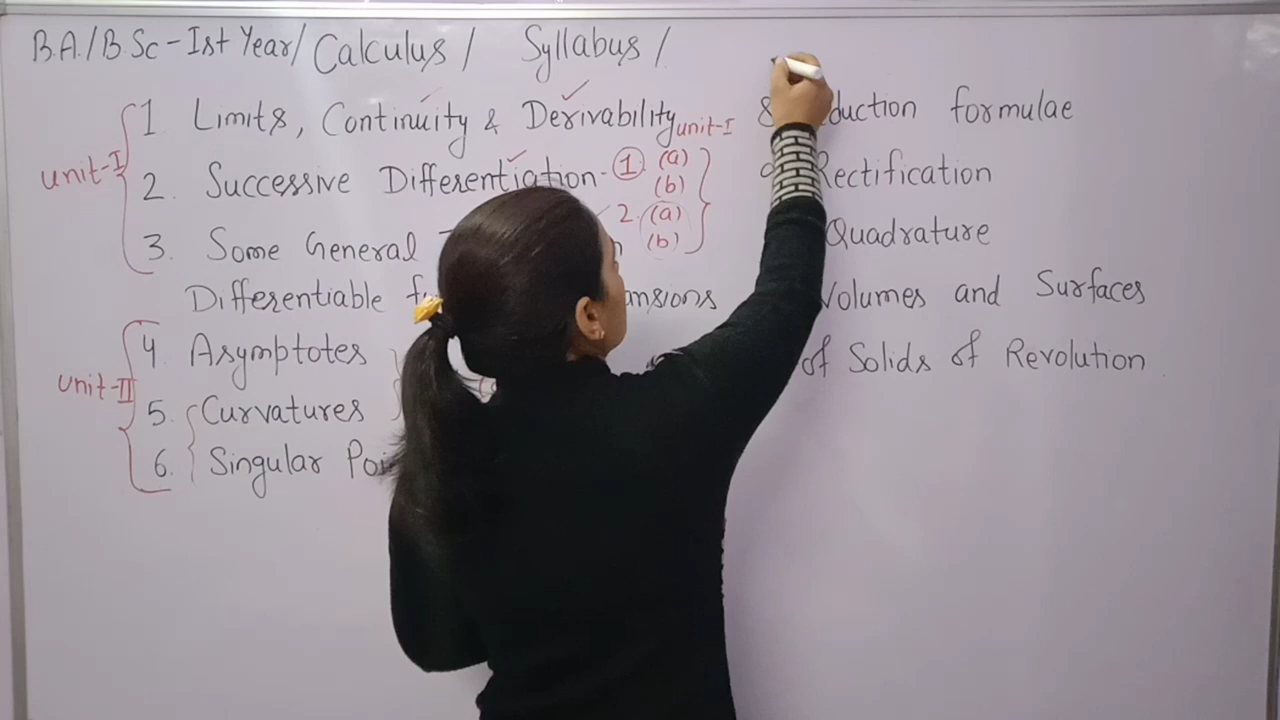 B.A./B.Sc - Ist Year/ Calculus / Syllabus /
unit-I
1 Limits, Continuity & Derivability unit-I
2. Successive Differentiation 1. (a)
(b)
2. (a)
3. Some General (b)
Differentiable
unit-II
4 Asymptotes
5. Curvatures
6. Singular
8 formulae
Rectification
Quadrature
Volumes and Surfaces
of Solids of Revolution